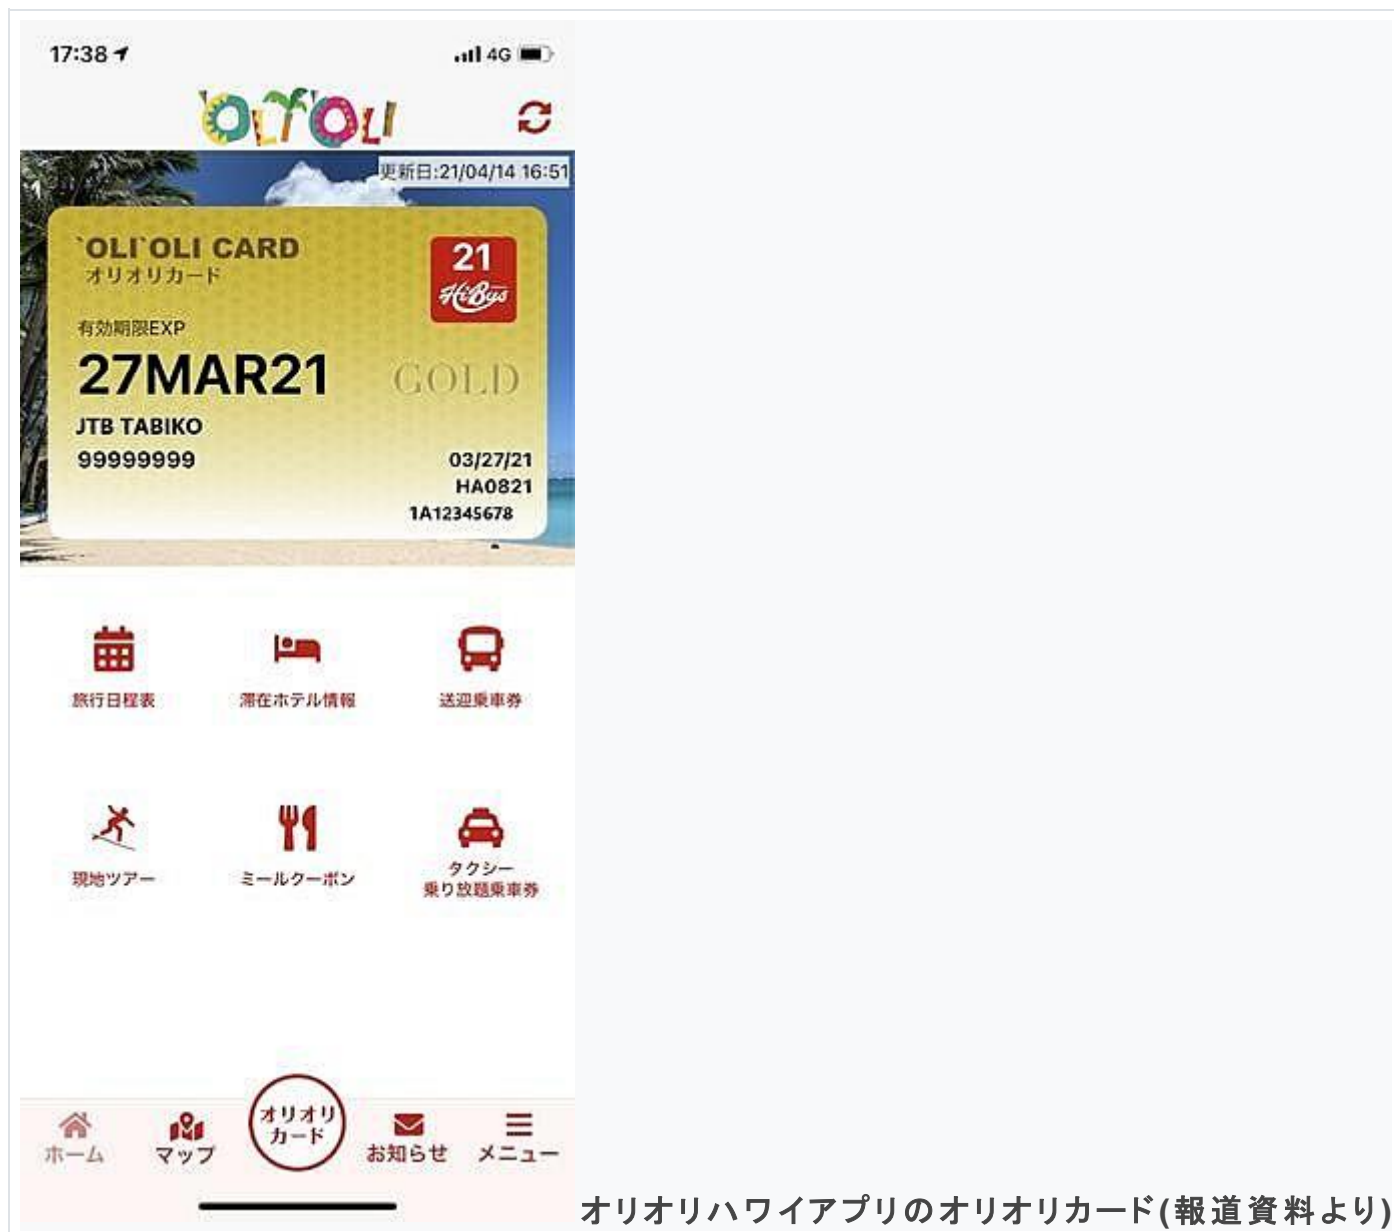 17:38
4G
`OLI`OLI
更新日:21/04/14 16:51
`OLI`OLI CARD
オリオリカード
21
HiBus
有効期限EXP
27MAR21
GOLD
JTB TABIKO
99999999
03/27/21
HA0821
1A12345678
旅行日程表
滞在ホテル情報
送迎乗車券
現地ツアー
ミールクーポン
タクシー
乗り放題乗車券
ホーム
マップ
オリオリ
カード
お知らせ
メニュー
オリオリハワイアプリのオリオリカード(報道資料より)